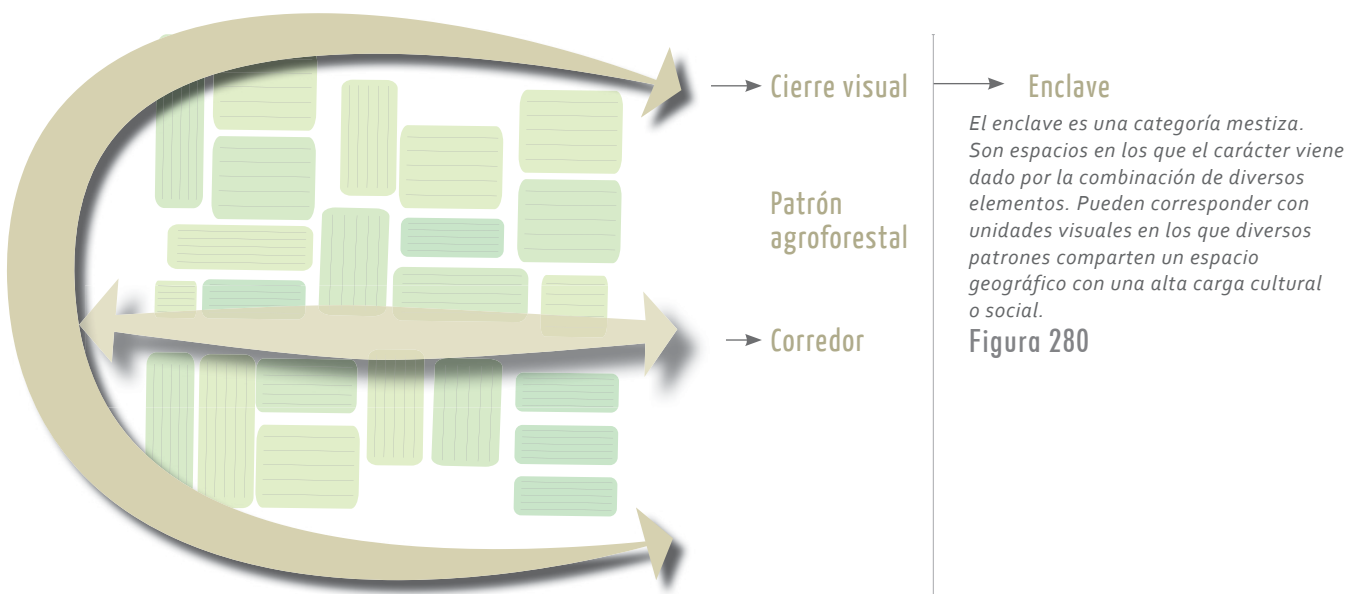 Cierre visual
Patrón
agroforestal
Corredor
Enclave
El enclave es una categoría mestiza.
Son espacios en los que el carácter viene
dado por la combinación de diversos
elementos. Pueden corresponder con
unidades visuales en los que diversos
patrones comparten un espacio
geográfico con una alta carga cultural
o social.
Figura 280